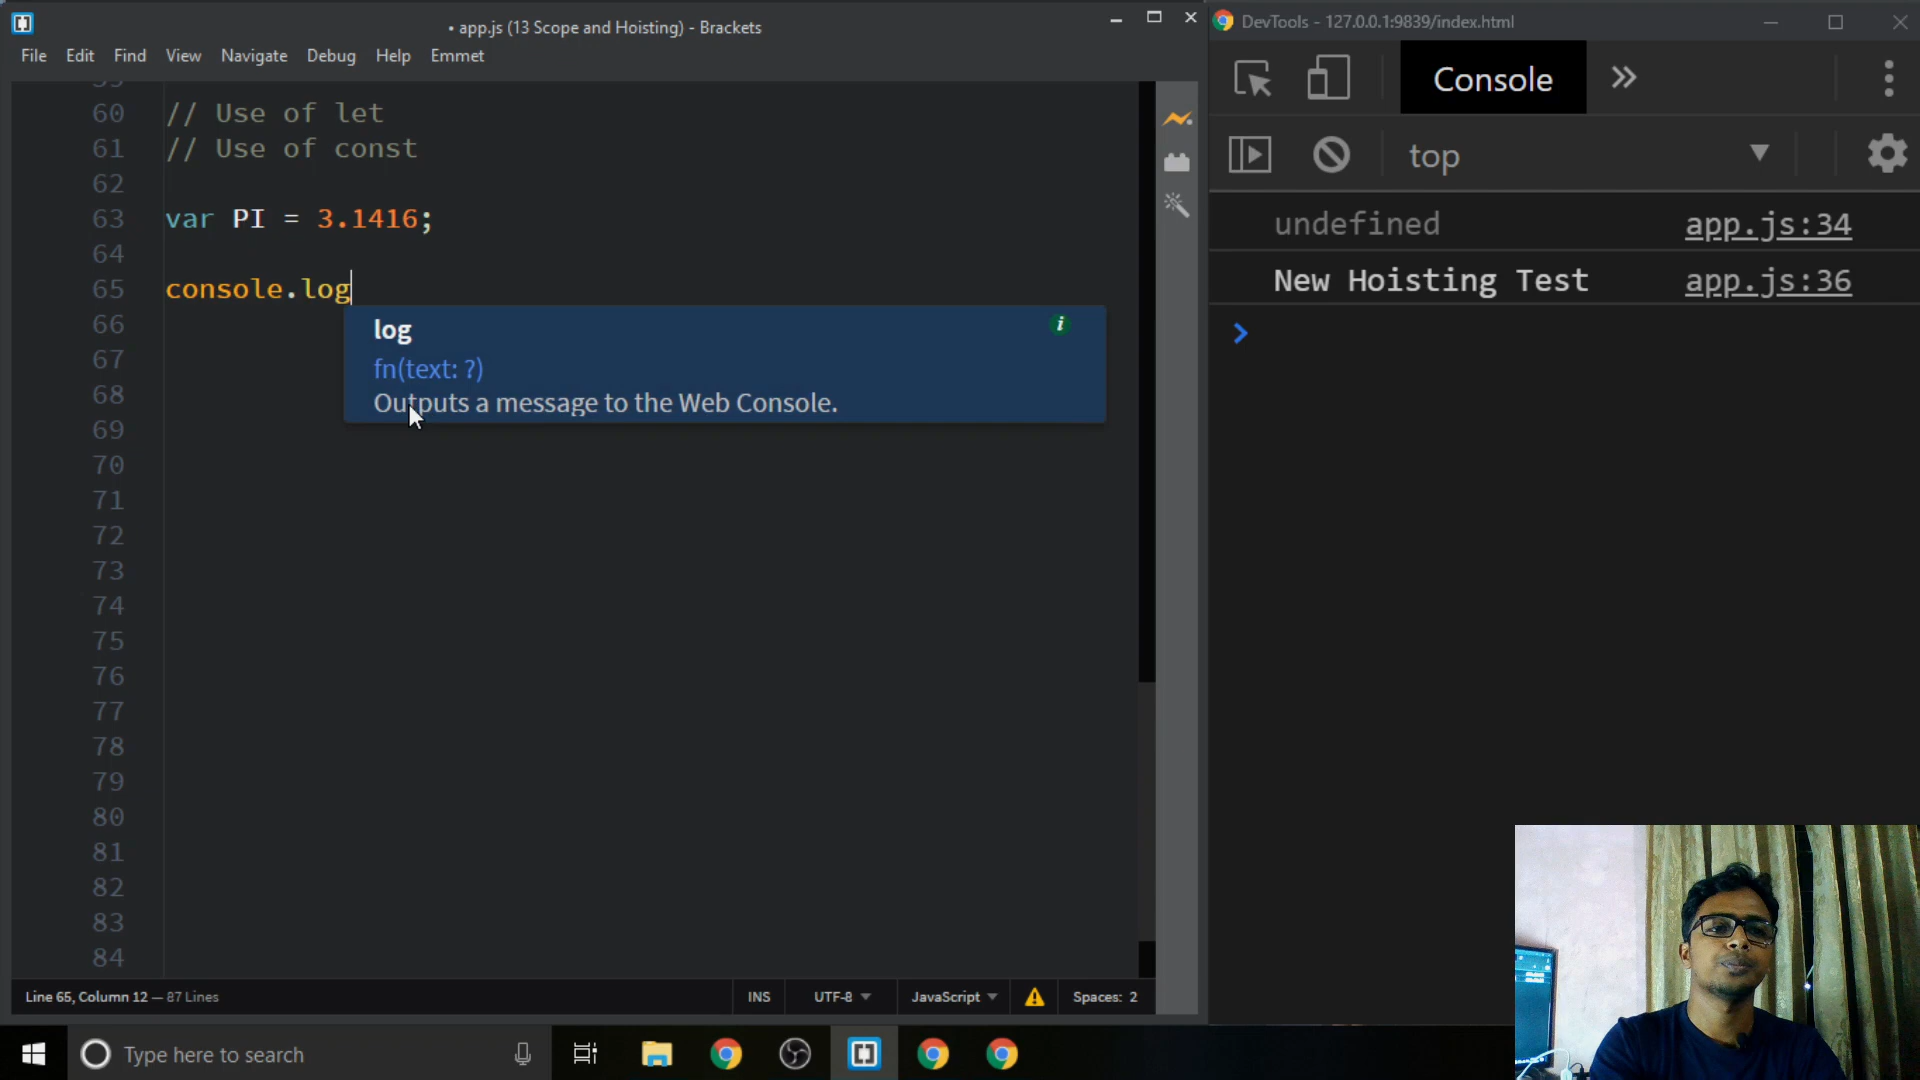 • app.js (13 Scope and Hoisting) - Brackets
File Edit Find View Navigate Debug Help Emmet
60 // Use of let
61 // Use of const
62
63 var PI = 3.1416;
64
65 console.log
66
67
68
69
70
71
72
73
74
75
76
77
78
79
80
81
82
83
84
log
fn(text: ?)
Outputs a message to the Web Console.
Line 65, Column 12 — 87 Lines
INS UTF-8 JavaScript Spaces: 2
DevTools - 127.0.0.1:9839/index.html
Console
top
undefined app.js:34
New Hoisting Test app.js:36
Type here to search